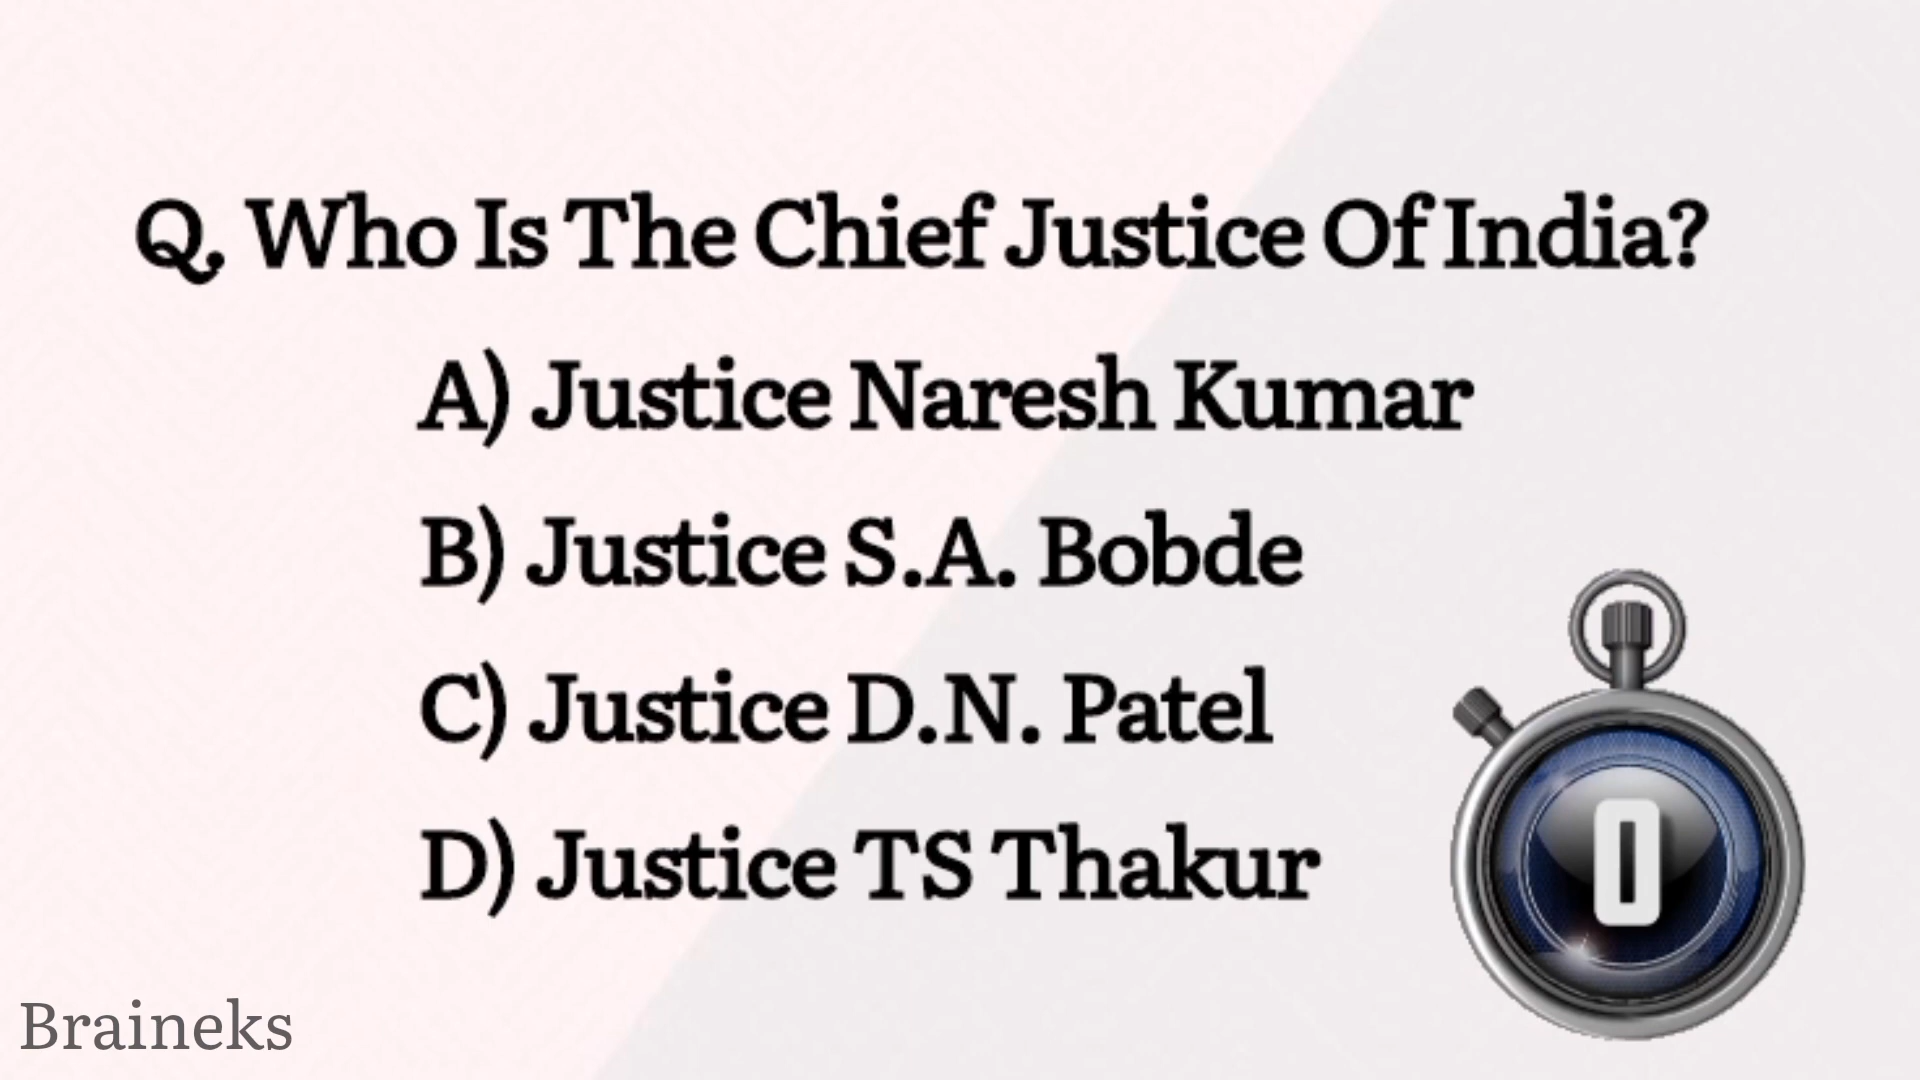 Q. Who Is The Chief Justice Of India?
A) Justice Naresh Kumar
B) Justice S.A. Bobde
C) Justice D.N. Patel
D) Justice TS Thakur
0
Braineks